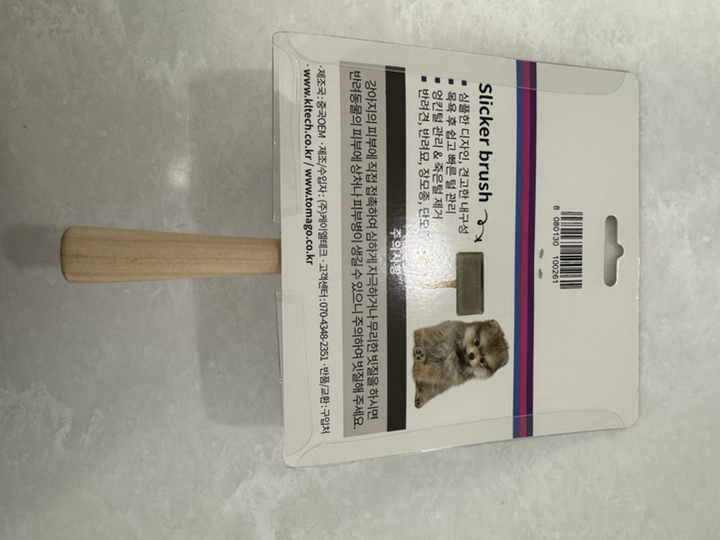 8 080130 100261
Slicker brush
심플한 디자인, 견고한 내구성
목욕 후 쉽고 빠른 털 관리
엉킨털 관리 & 죽은털 제거
반려견, 반려묘, 장모종,
주의사항
강아지의 피부에 직접 접촉하여 심하게 자극하거나 무리한 빗질을 하시면
반려동물의 피부에 상처나 피부병이 생길 수 있으니 주의하여 빗질해 주세요.
· 제조국 : 중국OEM · 제조/수입자 : (주)케이엘테크 · 고객센터 : 070-4348-2351 · 반품/교환 : 구입처
· www.kltech.co.kr / www.tomago.co.kr